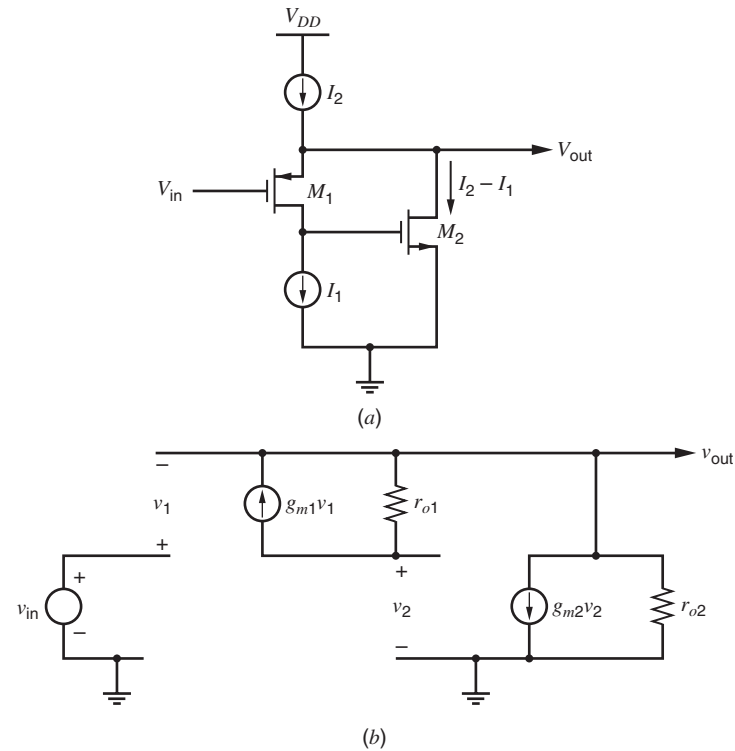 V_DD
I_2
V_out
V_in
M_1
I_2 – I_1
M_2
I_1
(a)
–
v_out
v_1
g_m1v_1
r_o1
+
+
v_in
–
+
v_2
–
g_m2v_2
r_o2
(b)